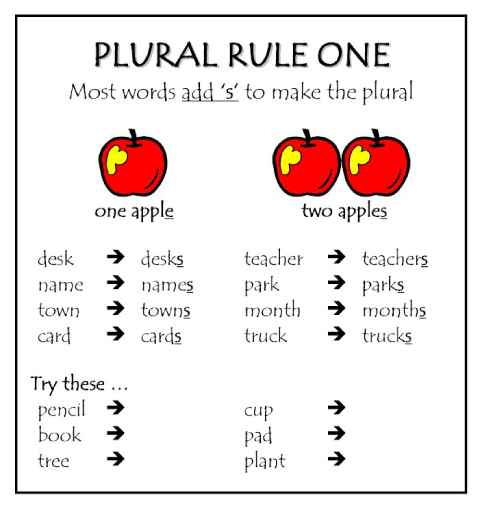 PLURAL RULE ONE
Most words add ‘s’ to make the plural
one apple two apples
desk → desks teacher → teachers
name → names park → parks
town → towns month → months
card → cards truck → trucks
Try these …
pencil → cup →
book → pad →
tree → plant →